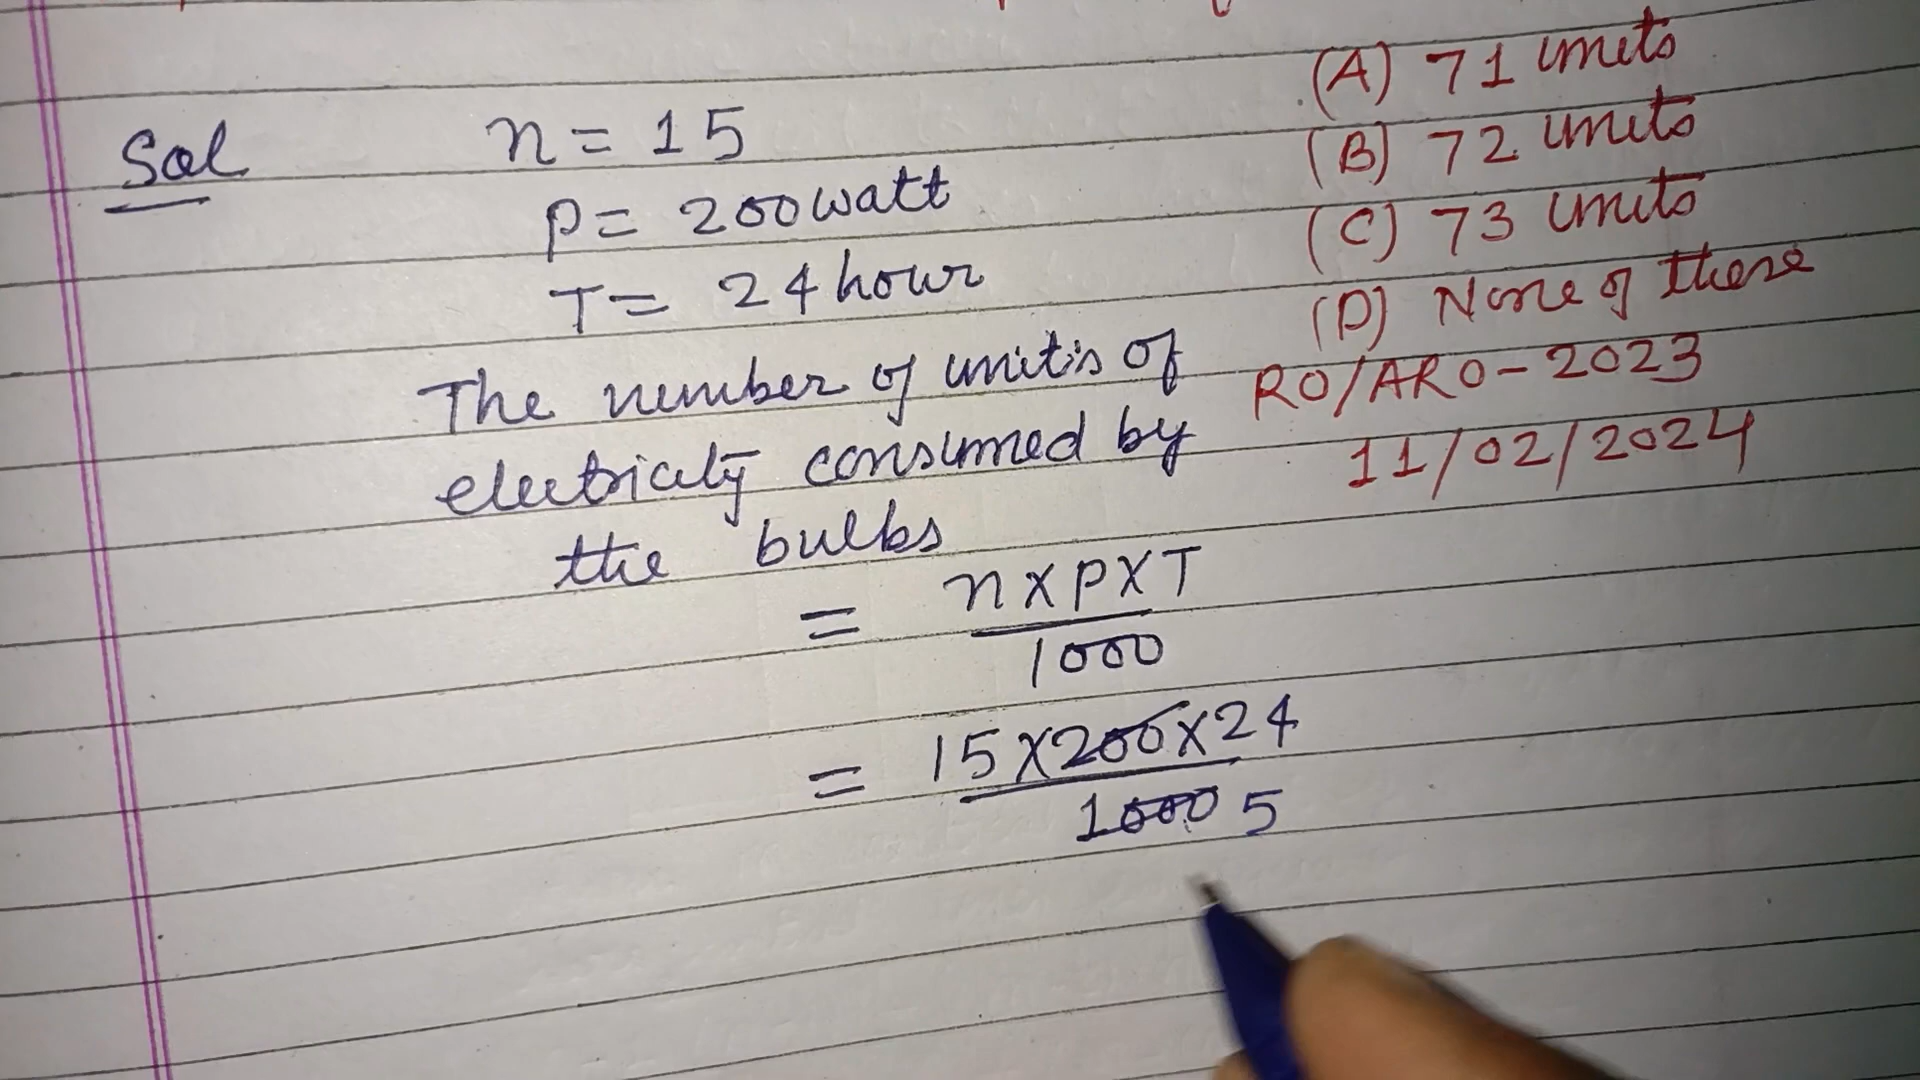 (A) 71 units
(B) 72 units
(C) 73 units
(D) None of these
RO/ARO-2023
11/02/2024
Sol
n = 15
P = 200 watt
T = 24 hour
The number of units of
electricity consumed by
the bulbs
= n X P X T
1000
= 15 X 200 X 24
1000 5